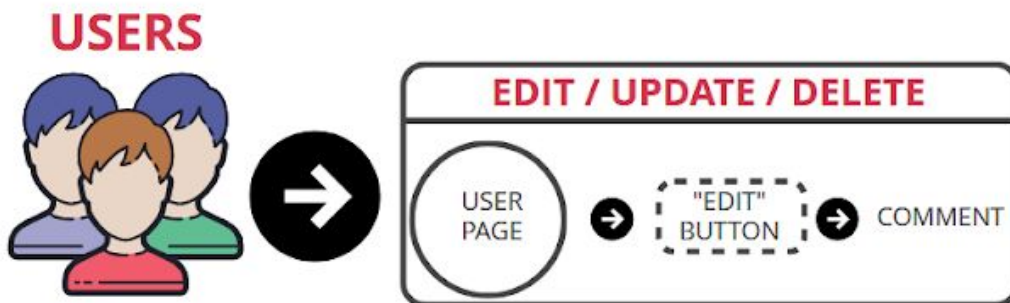 USERS
EDIT / UPDATE / DELETE
USER
PAGE
"EDIT"
BUTTON
COMMENT